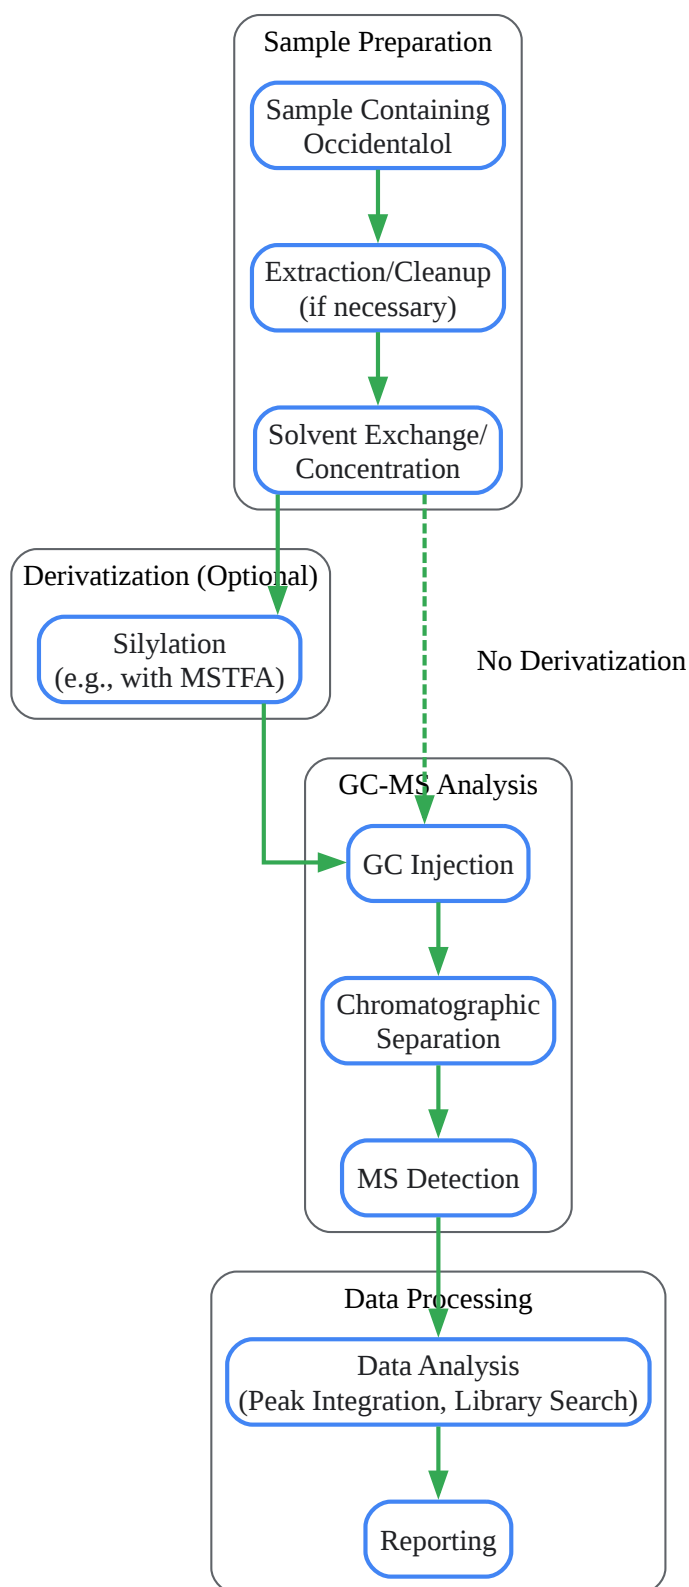 Sample Preparation
Sample Containing
Occidentalol
Extraction/Cleanup
(if necessary)
Solvent Exchange/
Concentration
Derivatization (Optional)
Silylation
(e.g., with MSTFA)
No Derivatization
GC-MS Analysis
GC Injection
Chromatographic
Separation
MS Detection
Data Processing
Data Analysis
(Peak Integration, Library Search)
Reporting